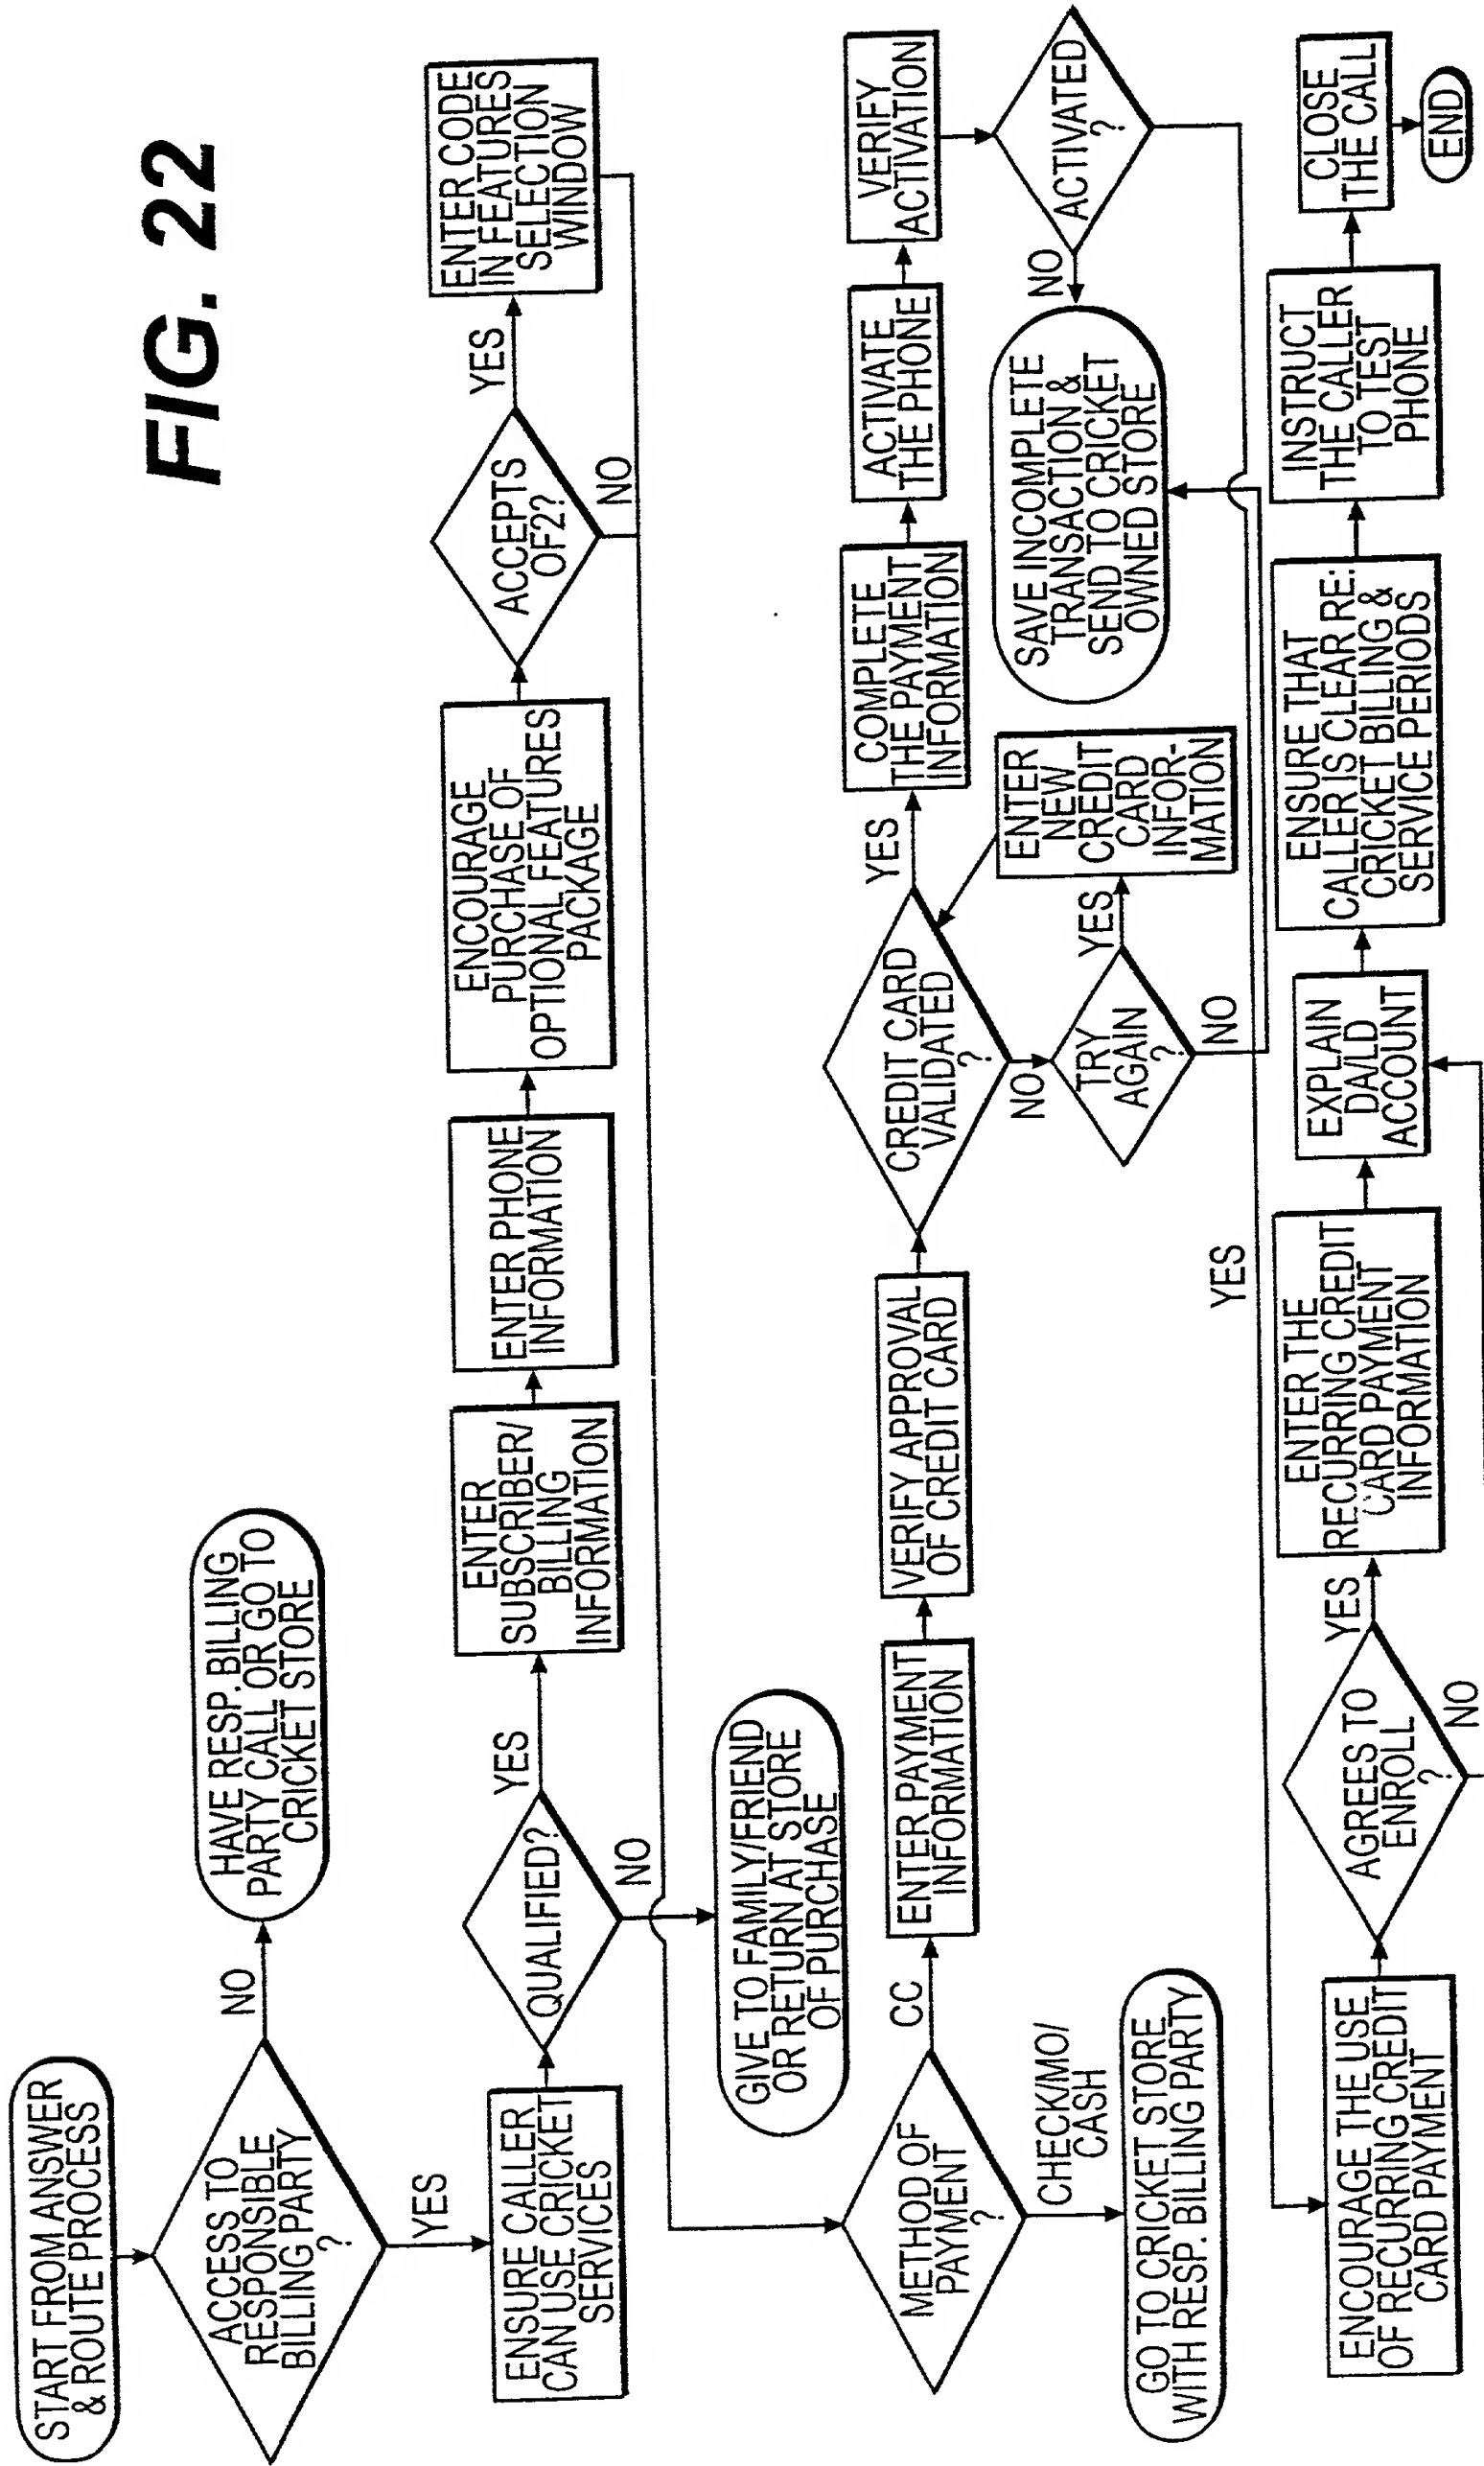 FIG. 22
START FROM ANSWER
& ROUTE PROCESS
ACCESS TO
RESPONSIBLE
BILLING PARTY
?
NO
HAVE RESP. BILLING
PARTY CALL OR GO TO
CRICKET STORE
YES
ENSURE CALLER
CAN USE CRICKET
SERVICES
QUALIFIED?
YES
NO
GIVE TO FAMILY/FRIEND
OR RETURN AT STORE
OF PURCHASE
ENTER
SUBSCRIBER/
BILLING
INFORMATION
ENTER PHONE
INFORMATION
ENCOURAGE
PURCHASE OF
OPTIONAL FEATURES
PACKAGE
ACCEPTS
OF2?
YES
NO
ENTER CODE
IN FEATURES
SELECTION
WINDOW
METHOD OF
PAYMENT
?
CC
CHECK/MO/
CASH
GO TO CRICKET STORE
WITH RESP. BILLING PARTY
ENTER PAYMENT
INFORMATION
VERIFY APPROVAL
OF CREDIT CARD
CREDIT CARD
VALIDATED
?
YES
NO
TRY
AGAIN
?
YES
NO
ENTER
NEW
CREDIT
CARD
INFOR-
MATION
COMPLETE
THE PAYMENT
INFORMATION
ACTIVATE
THE PHONE
VERIFY
ACTIVATION
ACTIVATED
?
NO
SAVE INCOMPLETE
TRANSACTION &
SEND TO CRICKET
OWNED STORE
YES
ENCOURAGE THE USE
OF RECURRING CREDIT
CARD PAYMENT
AGREES TO
ENROLL
?
YES
NO
ENTER THE
RECURRING CREDIT
CARD PAYMENT
INFORMATION
EXPLAIN
DA/LD
ACCOUNT
ENSURE THAT
CALLER IS CLEAR RE:
CRICKET BILLING &
SERVICE PERIODS
INSTRUCT
THE CALLER
TO TEST
PHONE
CLOSE
THE CALL
END